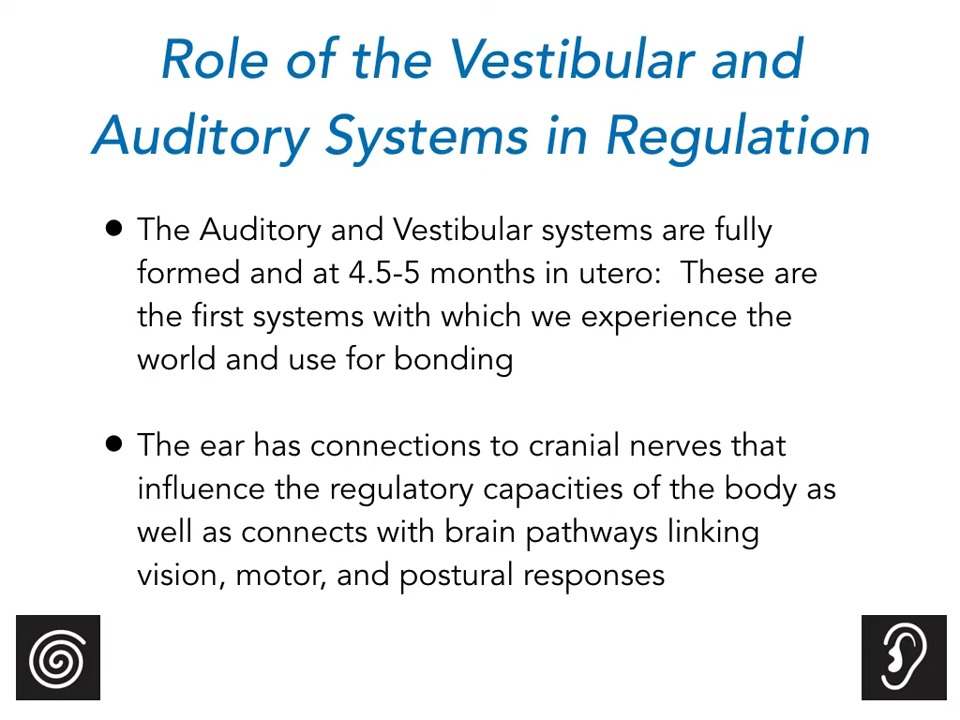 Role of the Vestibular and
Auditory Systems in Regulation
• The Auditory and Vestibular systems are fully
formed and at 4.5-5 months in utero:  These are
the first systems with which we experience the
world and use for bonding
• The ear has connections to cranial nerves that
influence the regulatory capacities of the body as
well as connects with brain pathways linking
vision, motor, and postural responses